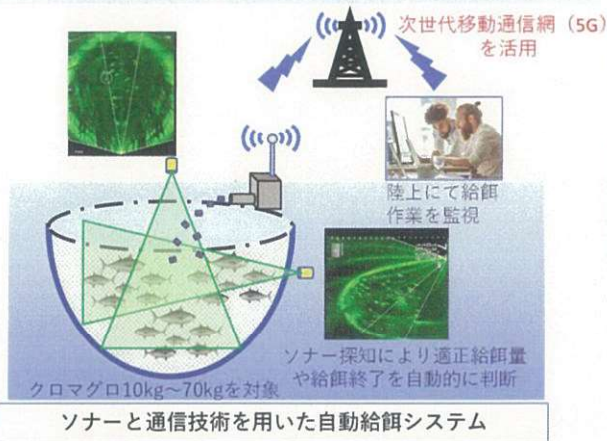 次世代移動通信網（5G）
を活用
陸上にて給餌
作業を監視
ソナー探知により適正給餌量
や給餌終了を自動的に判断
クロマグロ10kg～70kgを対象
ソナーと通信技術を用いた自動給餌システム